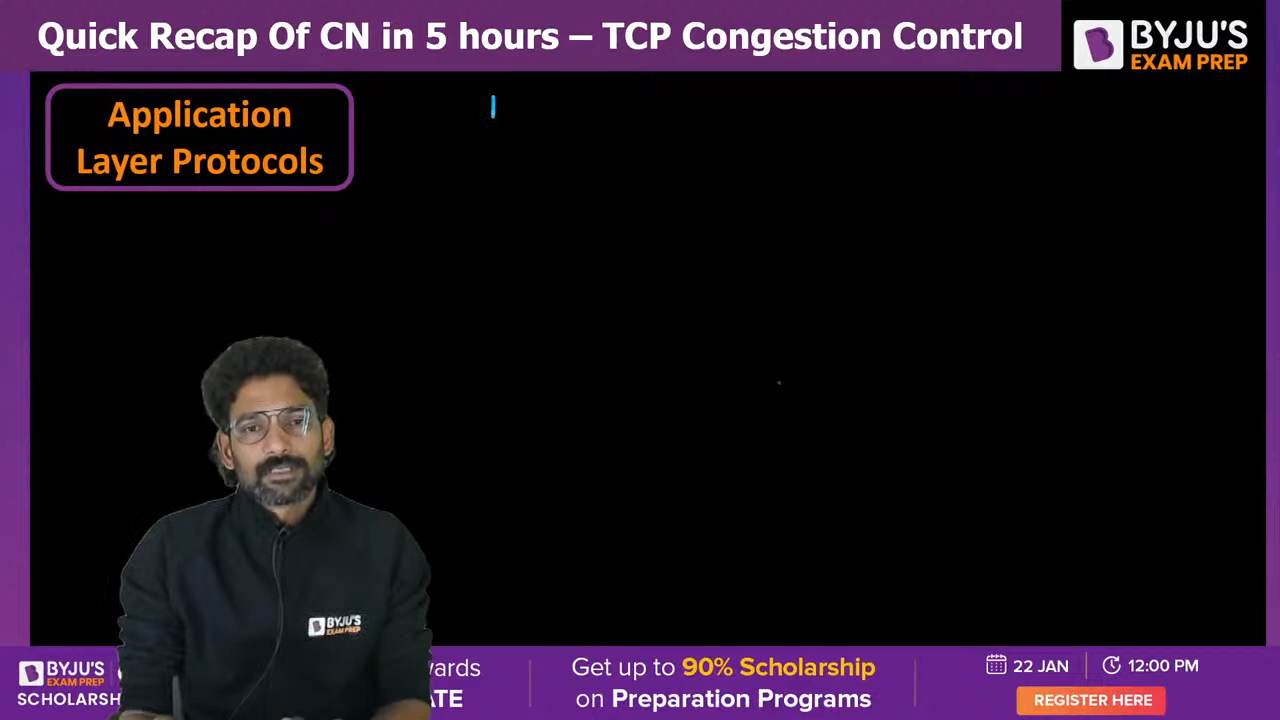 Quick Recap Of CN in 5 hours – TCP Congestion Control
BYJU'S
EXAM PREP
Application
Layer Protocols
BYJU'S
EXAM PREP
BYJU'S
EXAM PREP
SCHOLARSH
Get up to 90% Scholarship
on Preparation Programs
22 JAN
12:00 PM
REGISTER HERE